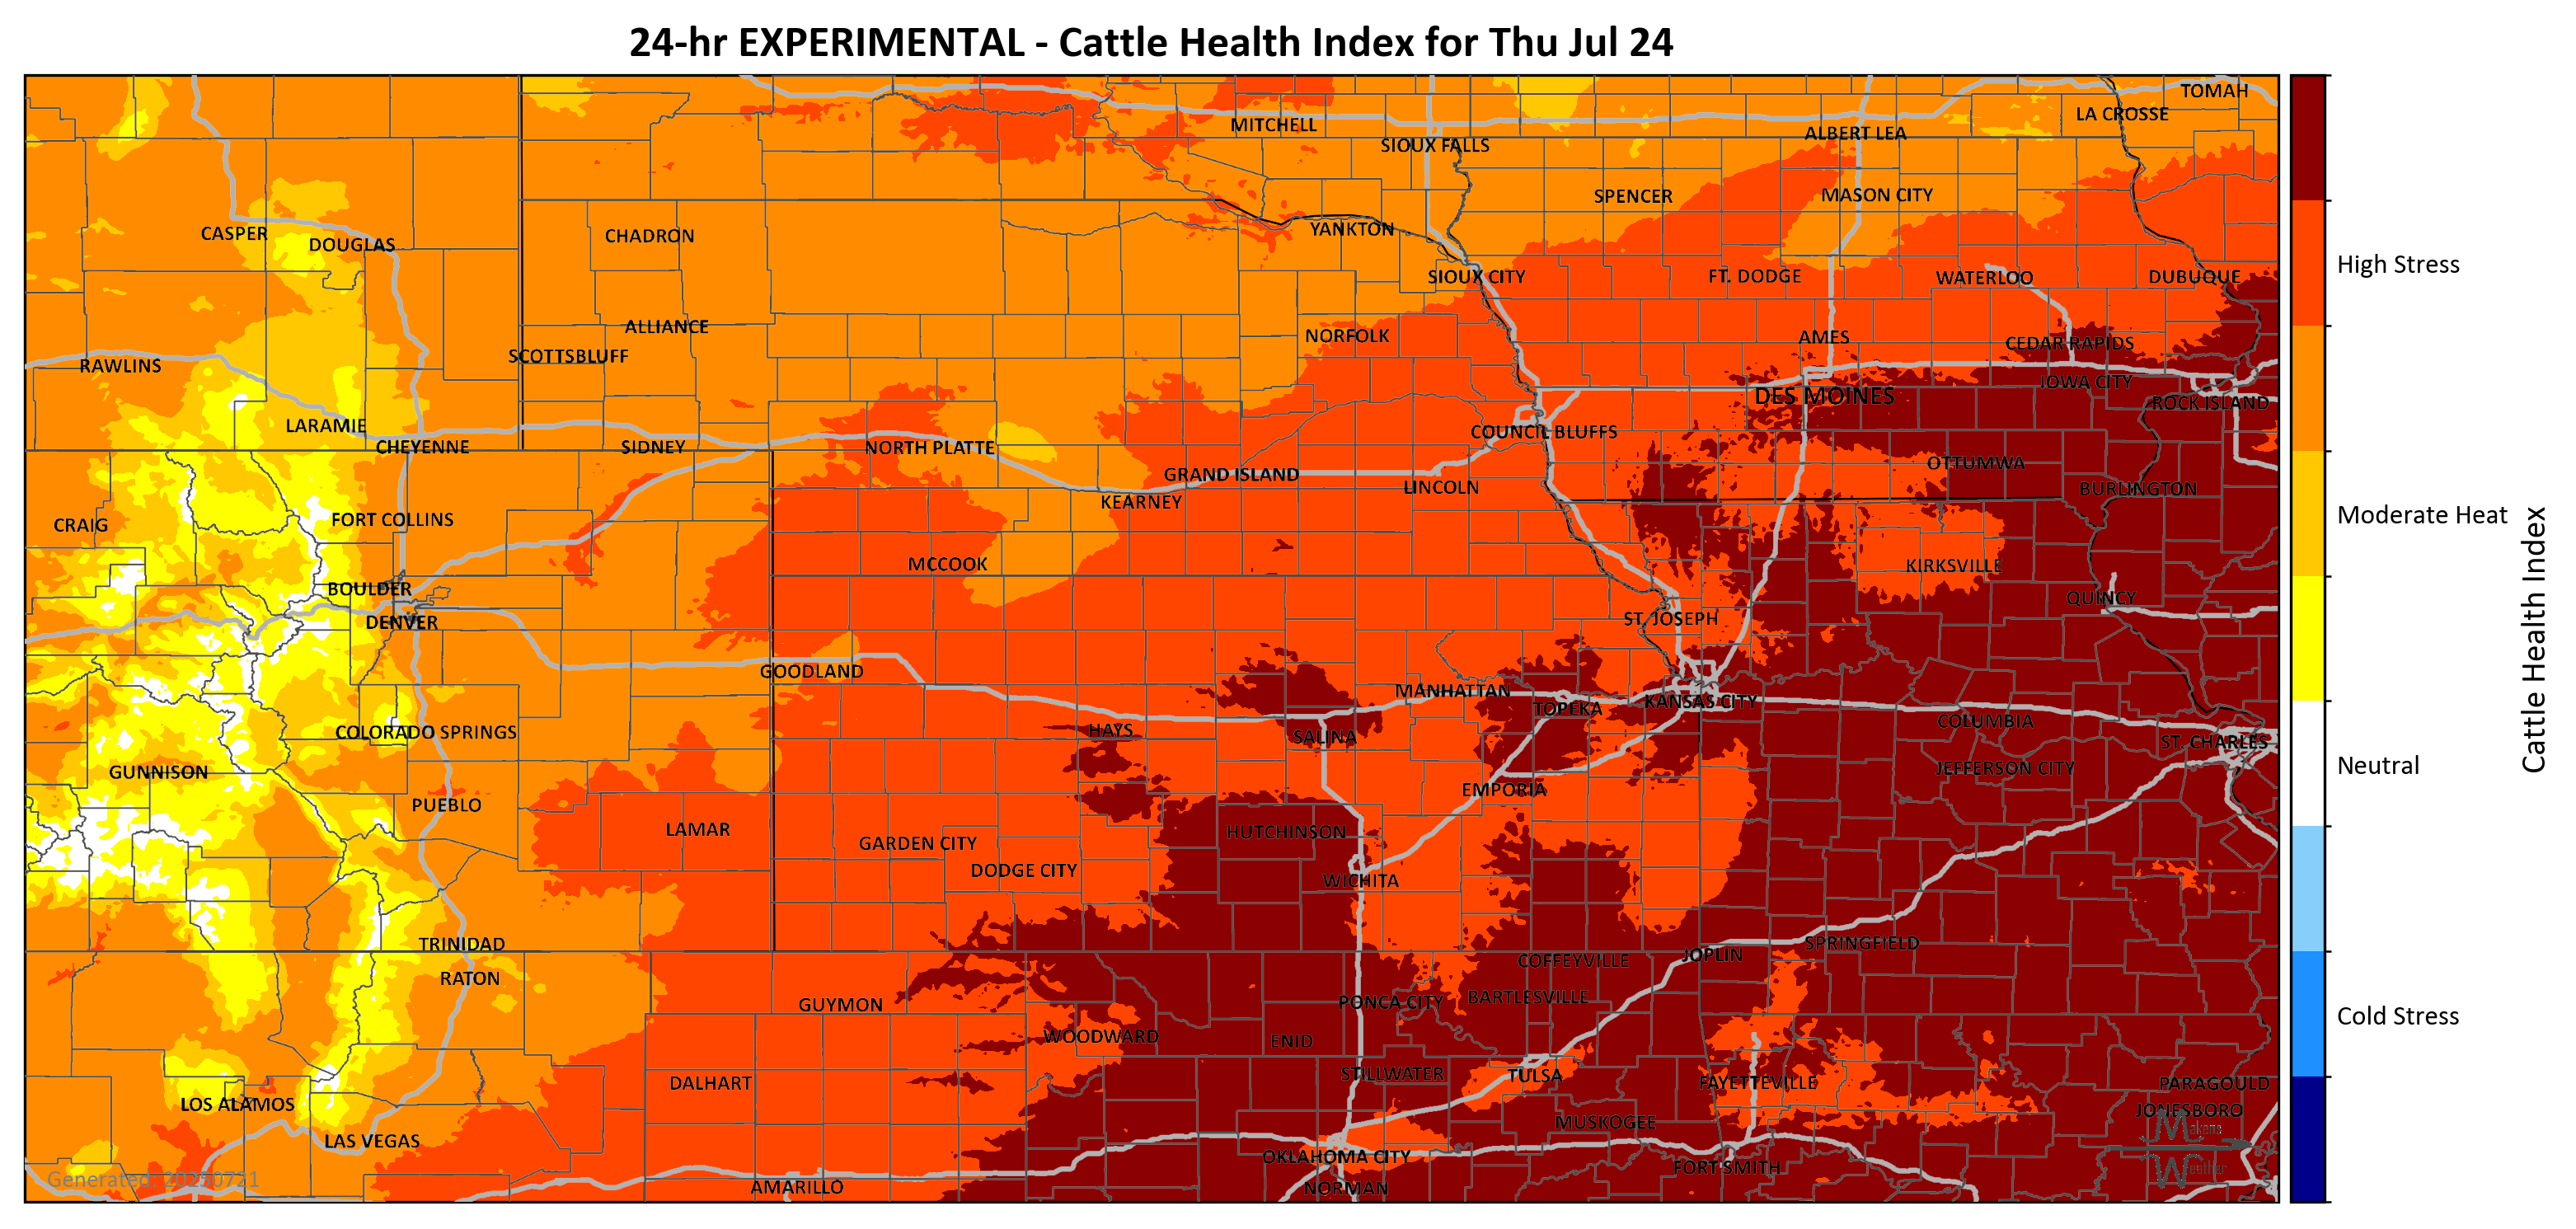 24-hr EXPERIMENTAL - Cattle Health Index for Thu Jul 24
TOMAH
LA CROSSE
MITCHELL
ALBERT LEA
SIOUX FALLS
SPENCER
MASON CITY
CASPER
DOUGLAS
CHADRON
YANKTON
SIOUX CITY
FT. DODGE
WATERLOO
DUBUQUE
High Stress
ALLIANCE
NORFOLK
AMES
CEDAR RAPIDS
SCOTTSBLUFF
RAWLINS
IOWA CITY
DES MOINES
ROCK ISLAND
LARAMIE
CHEYENNE
SIDNEY
NORTH PLATTE
COUNCIL BLUFFS
GRAND ISLAND
OTTUMWA
LINCOLN
BURLINGTON
KEARNEY
CRAIG
FORT COLLINS
Moderate Heat
MCCOOK
KIRKSVILLE
BOULDER
QUINCY
DENVER
ST. JOSEPH
Cattle Health Index
GOODLAND
MANHATTAN
TOPEKA
KANSAS CITY
COLORADO SPRINGS
HAYS
SALINA
COLUMBIA
ST. CHARLES
GUNNISON
JEFFERSON CITY
Neutral
PUEBLO
EMPORIA
LAMAR
GARDEN CITY
HUTCHINSON
DODGE CITY
WICHITA
TRINIDAD
SPRINGFIELD
RATON
COFFEYVILLE
JOPLIN
GUYMON
PONCA CITY
BARTLESVILLE
Cold Stress
WOODWARD
ENID
DALHART
STILLWATER
TULSA
FAYETTEVILLE
PARAGOULD
LOS ALAMOS
JONESBORO
LAS VEGAS
MUSKOGEE
OKLAHOMA CITY
FORT SMITH
Generated: 20250721
AMARILLO
NORMAN
Weather